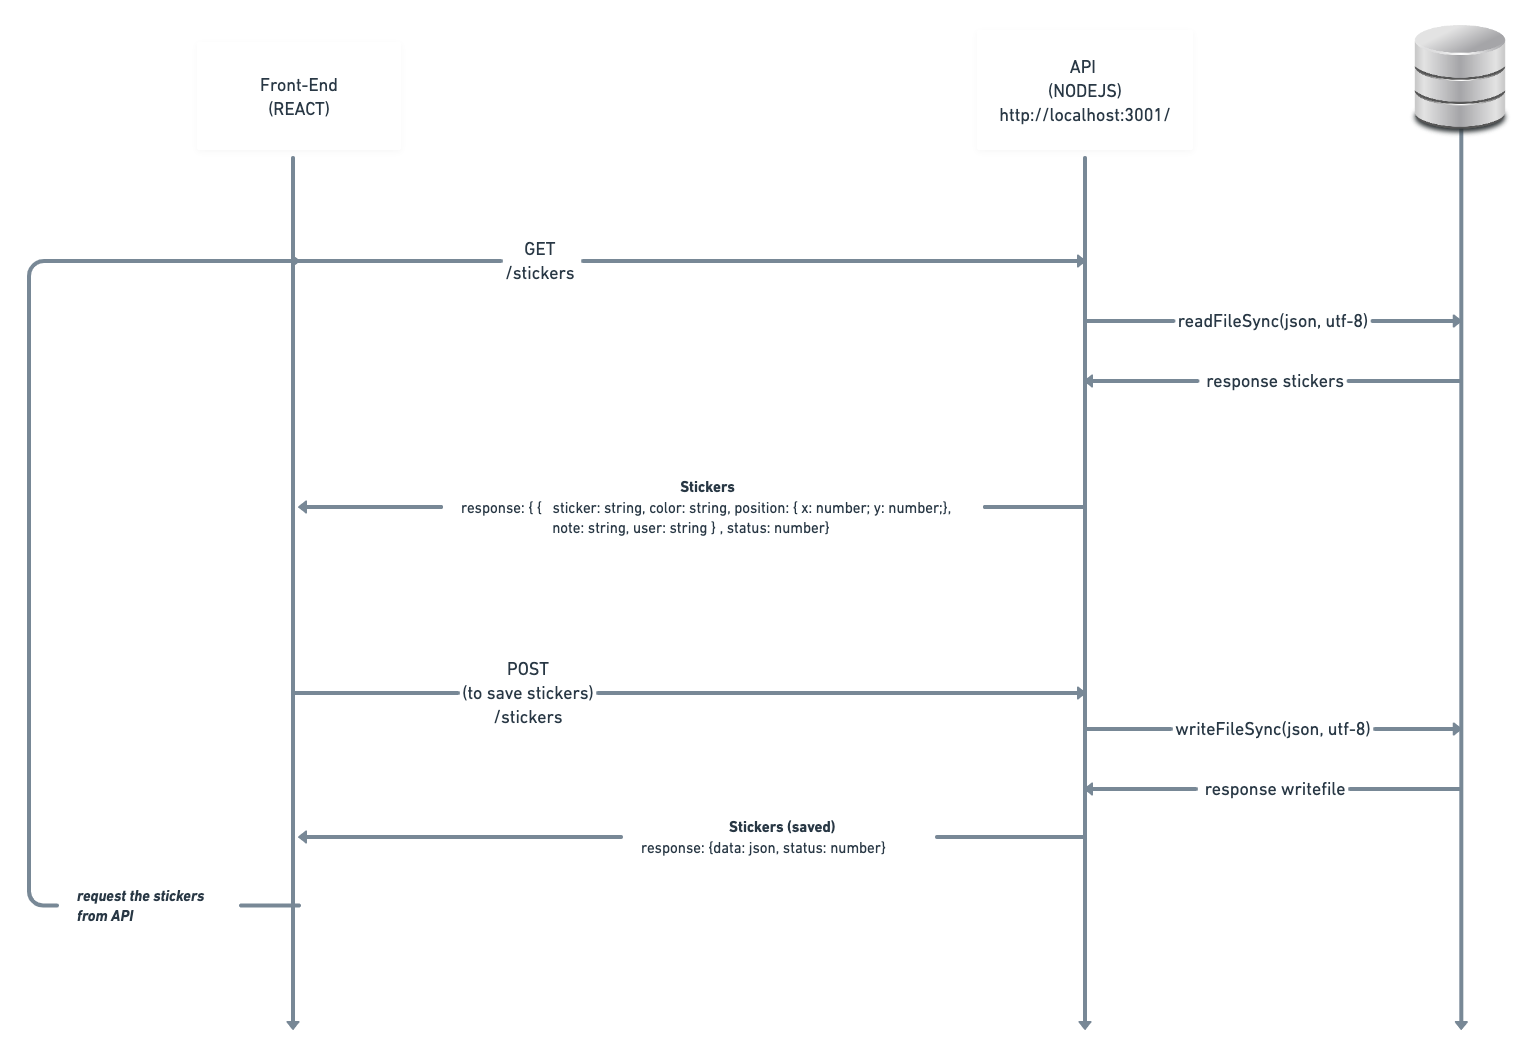 Front-End
(REACT)
API
(NODEJS)
http://localhost:3001/
GET
/stickers
readFileSync(json, utf-8)
response stickers
Stickers
response: { {   sticker: string, color: string, position: { x: number; y: number;},
note: string, user: string } , status: number}
POST
(to save stickers)
/stickers
writeFileSync(json, utf-8)
response writefile
Stickers (saved)
response: {data: json, status: number}
request the stickers
from API